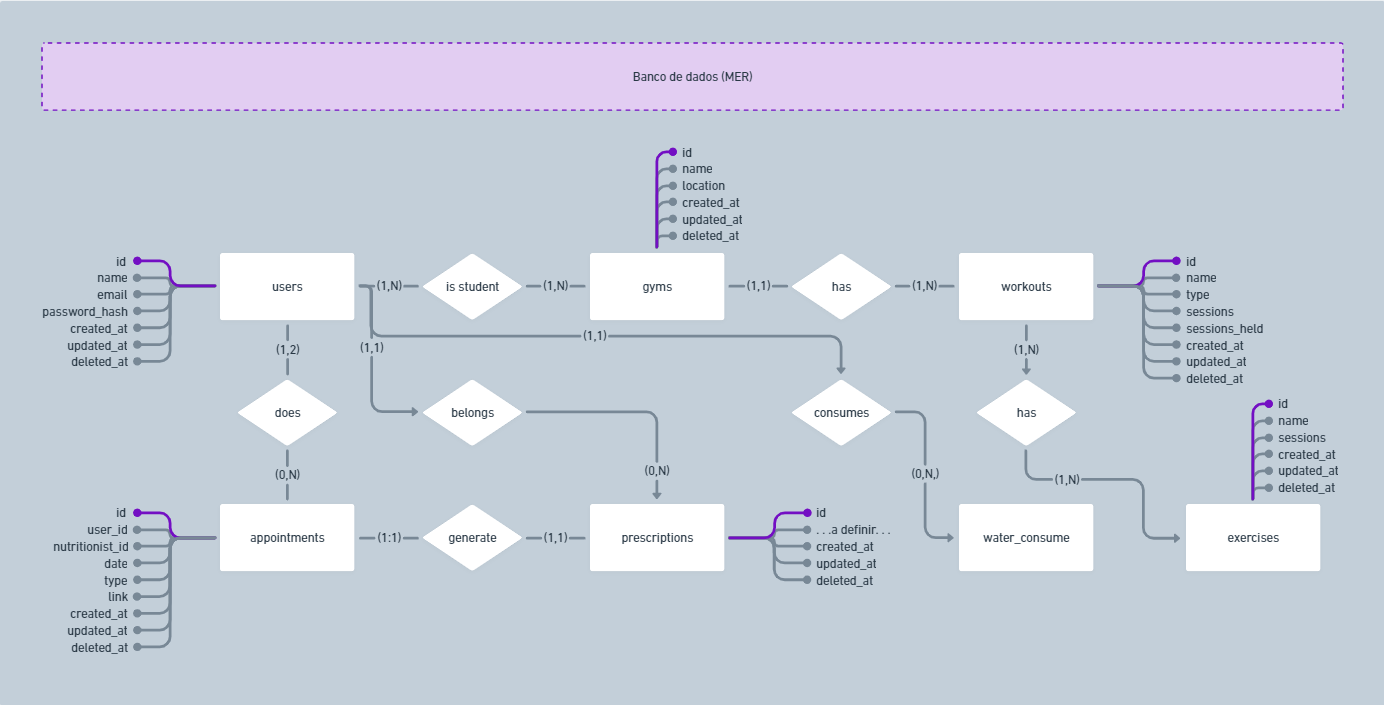 Banco de dados (MER)
id
name
location
created_at
updated_at
deleted_at
id
name
email
password_hash
created_at
updated_at
deleted_at
users
(1,N)
is student
(1,N)
gyms
(1,1)
has
(1,N)
workouts
id
name
type
sessions
sessions_held
created_at
updated_at
deleted_at
(1,2)
(1,1)
(1,1)
(1,N)
does
belongs
consumes
has
id
name
sessions
created_at
updated_at
deleted_at
(0,N)
(0,N)
(0,N,)
(1,N)
id
user_id
nutritionist_id
date
type
link
created_at
updated_at
deleted_at
appointments
(1:1)
generate
(1,1)
prescriptions
id
. . .a definir. . .
created_at
updated_at
deleted_at
water_consume
exercises